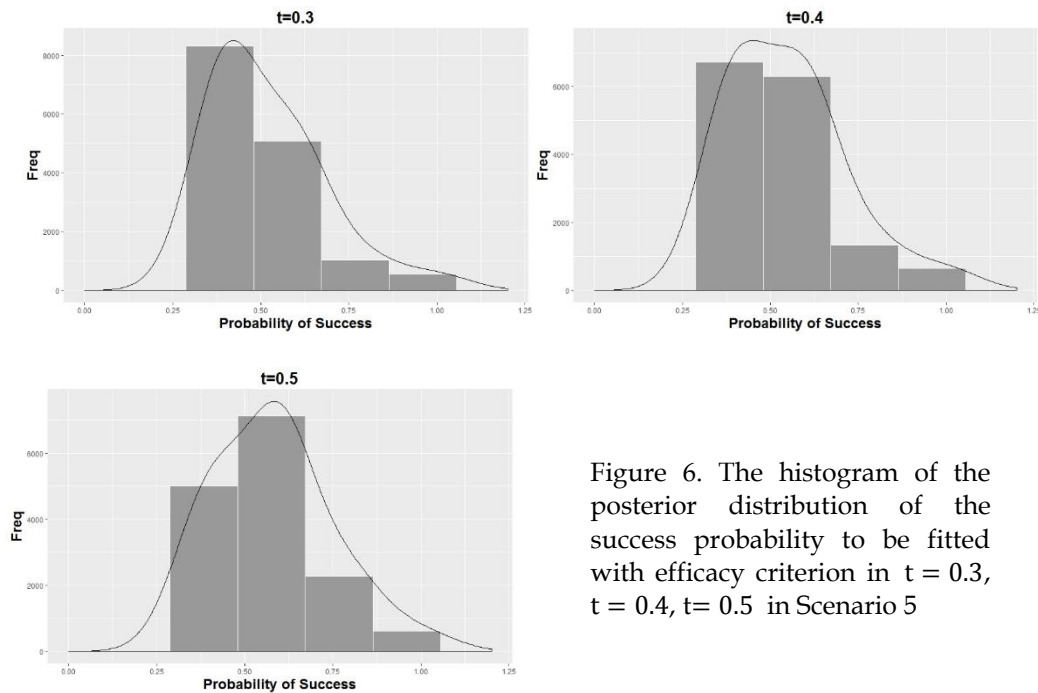 t=0.3
Freq
8000
6000
4000
2000
0
0.00 0.25 0.50 0.75 1.00 1.25
Probability of Success
t=0.4
Freq
6000
4000
2000
0
0.00 0.25 0.50 0.75 1.00 1.25
Probability of Success
t=0.5
Freq
6000
4000
2000
0
0.00 0.25 0.50 0.75 1.00 1.25
Probability of Success
Figure 6. The histogram of the
posterior distribution of the
success probability to be fitted
with efficacy criterion in t = 0.3,
t = 0.4, t= 0.5 in Scenario 5